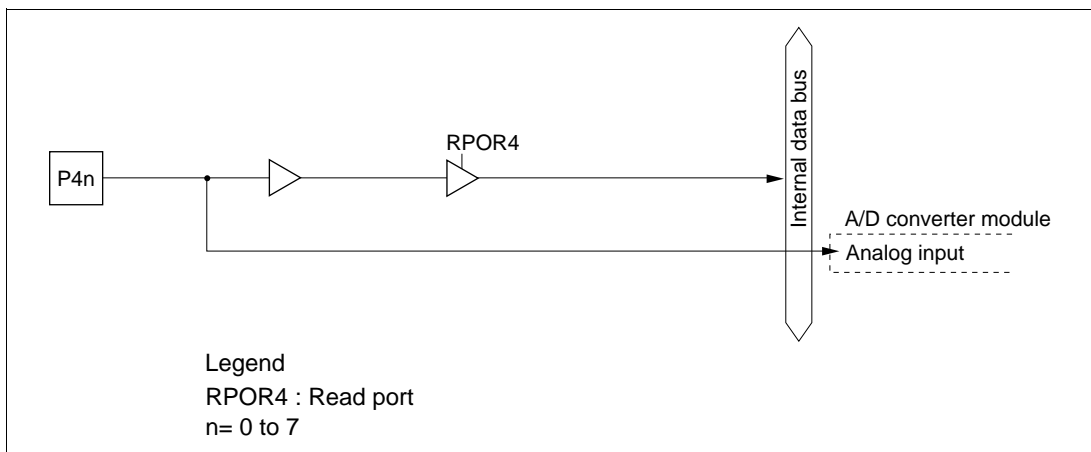 RPOR4
P4n
Internal data bus
A/D converter module
Analog input
Legend
RPOR4 : Read port
n= 0 to 7